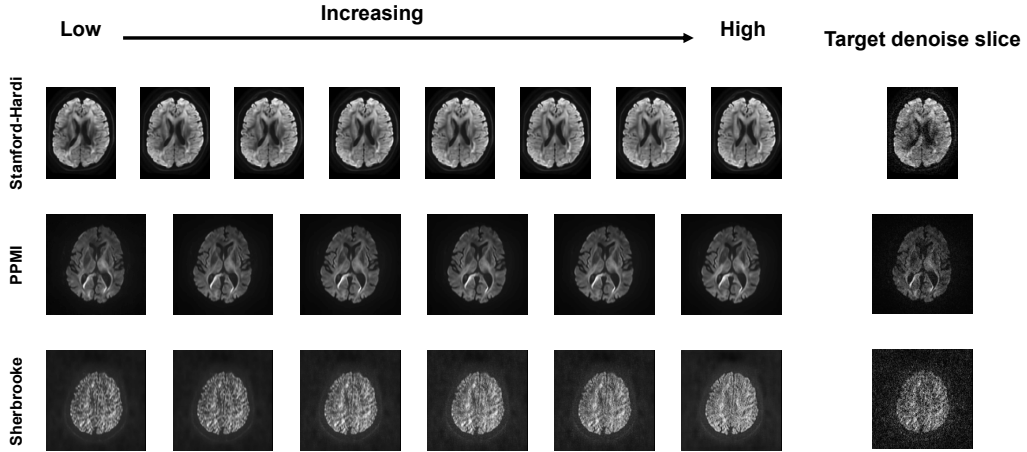 Increasing
Low
High
Target denoise slice
Stanford-Hardi
PPMI
Sherbrooke